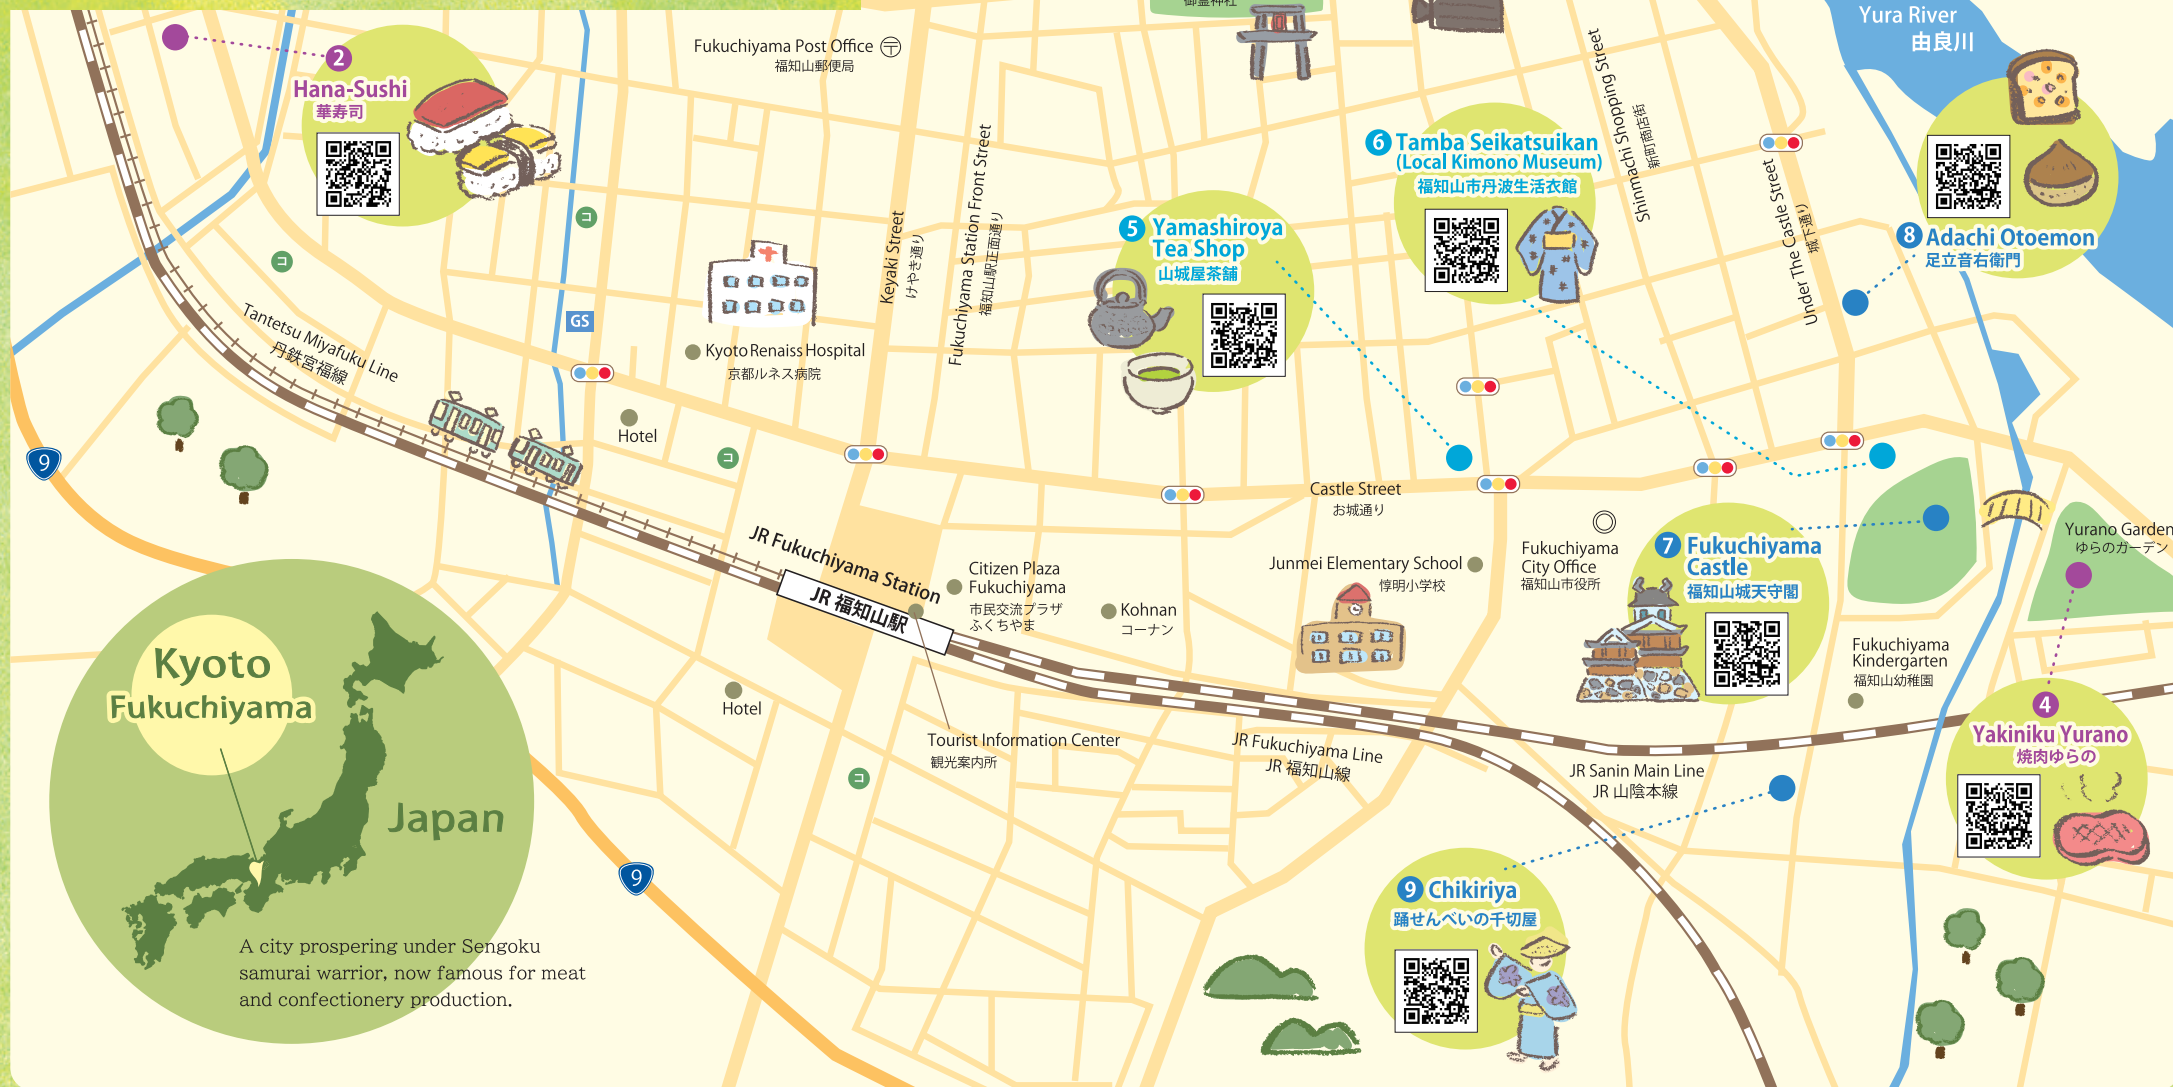 御霊神社
Yura River
由良川
Fukuchiyama Post Office
福知山郵便局
2
Hana-Sushi
華寿司
Shinmachi Shopping Street
新町商店街
6 Tamba Seikatsuikan
(Local Kimono Museum)
福知山市丹波生活衣館
Under The Castle Street
城下通り
8 Adachi Otoemon
足立音右衛門
5 Yamashiroya
Tea Shop
山城屋茶舗
Keyaki Street
けやき通り
Fukuchiyama Station Front Street
福知山駅正面通り
コ
コ
GS
Tantetsu Miyafuku Line
丹鉄宮福線
Kyoto Renaiss Hospital
京都ルネス病院
Hotel
コ
9
Castle Street
お城通り
JR Fukuchiyama Station
JR 福知山駅
Citizen Plaza
Fukuchiyama
市民交流プラザ
ふくちやま
Kohnan
コーナン
Junmei Elementary School
惇明小学校
Fukuchiyama
City Office
福知山市役所
7 Fukuchiyama
Castle
福知山城天守閣
Yurano Garden
ゆらのガーデン
Fukuchiyama
Kindergarten
福知山幼稚園
4
Yakiniku Yurano
焼肉ゆらの
Hotel
Tourist Information Center
観光案内所
コ
JR Fukuchiyama Line
JR 福知山線
JR Sanin Main Line
JR 山陰本線
9
9 Chikiriya
踊せんべいの千切屋
Kyoto
Fukuchiyama
Japan
A city prospering under Sengoku
samurai warrior, now famous for meat
and confectionery production.